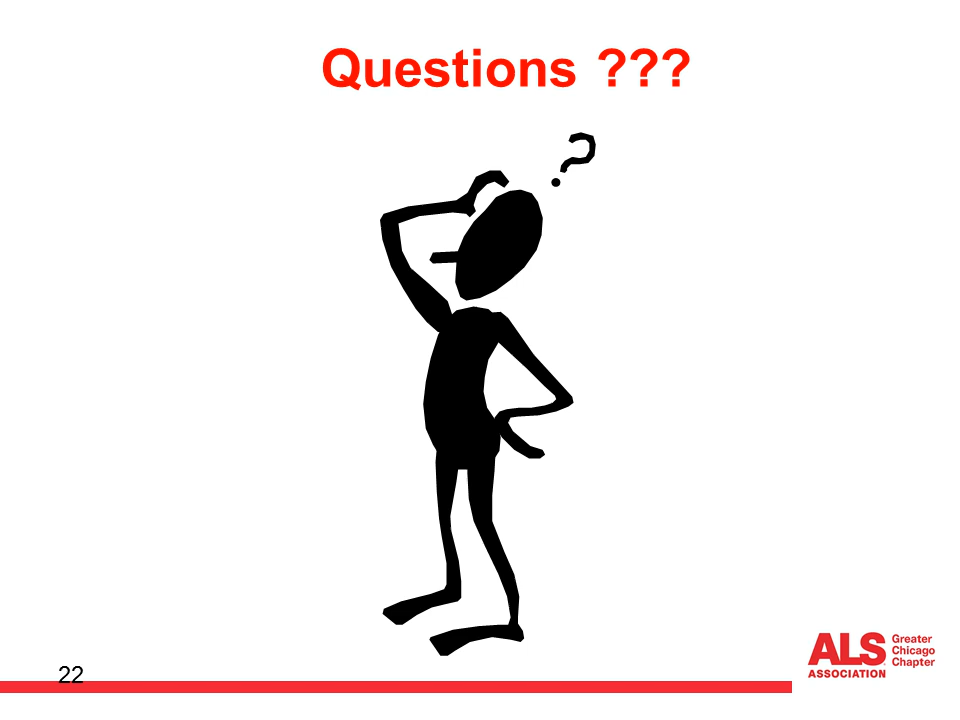 Questions ???
?
22
ALS
ASSOCIATION
Greater
Chicago
Chapter